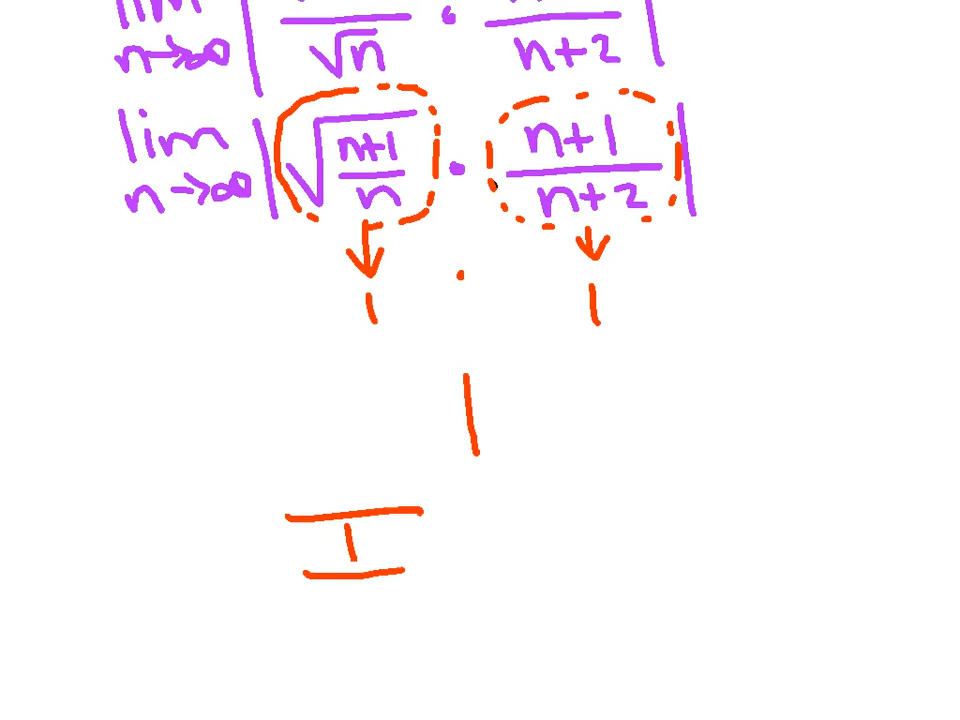 lim n→∞ | /√n · /n+2 |
lim n→∞ | √(n+1/n) · n+1/n+2 |
↓ ↓
1 · 1
1
I